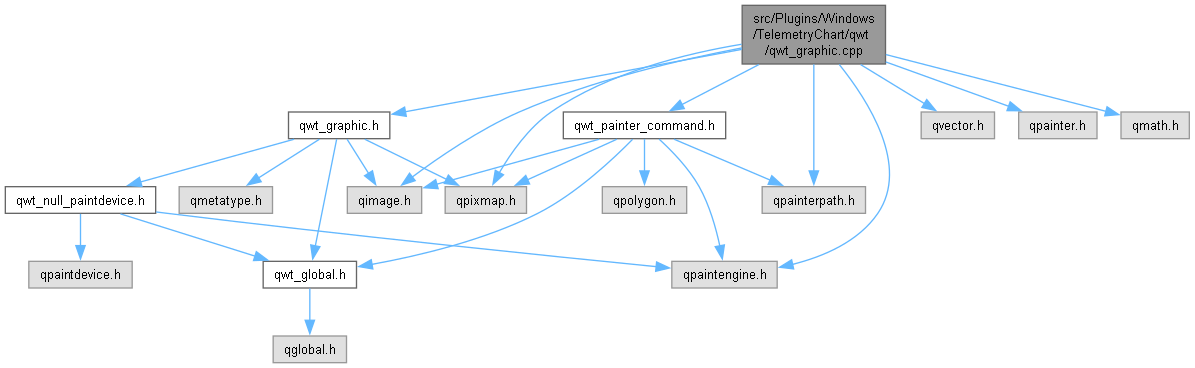 src/Plugins/Windows
/TelemetryChart/qwt
/qwt_graphic.cpp
qwt_graphic.h
qwt_painter_command.h
qvector.h
qpainter.h
qmath.h
qwt_null_paintdevice.h
qmetatype.h
qimage.h
qpixmap.h
qpolygon.h
qpainterpath.h
qpaintdevice.h
qwt_global.h
qpaintengine.h
qglobal.h